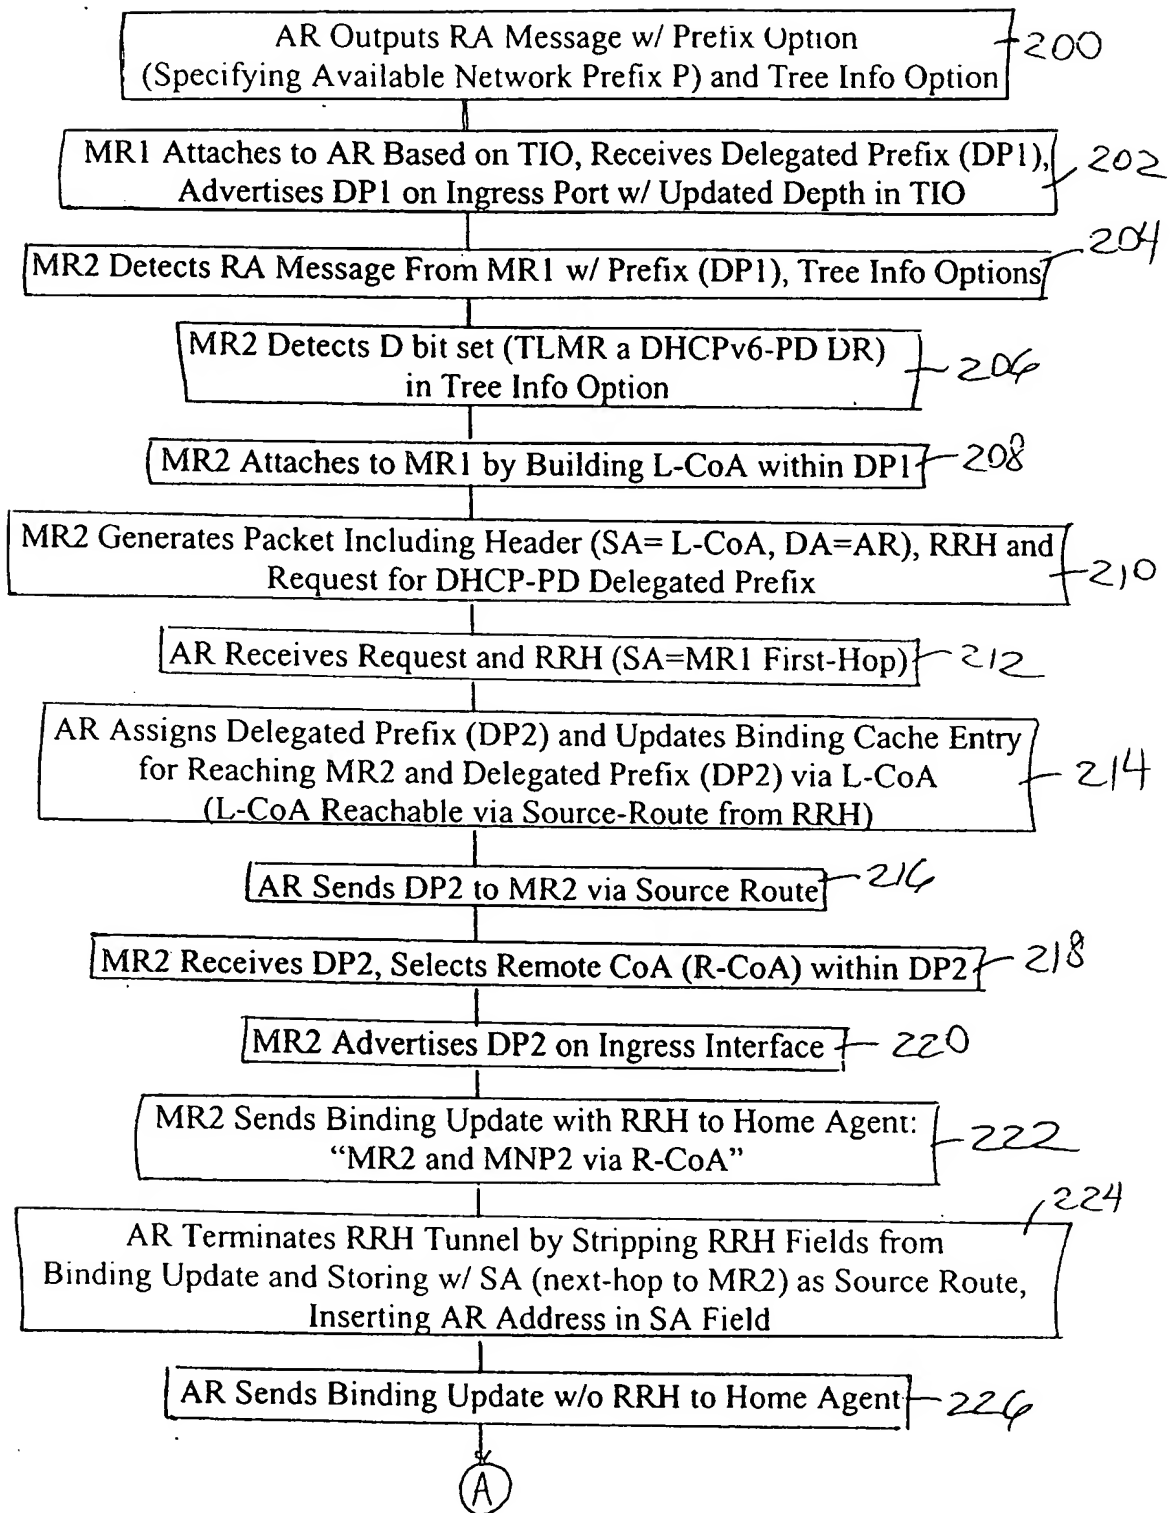 AR Outputs RA Message w/ Prefix Option
(Specifying Available Network Prefix P) and Tree Info Option
200
MR1 Attaches to AR Based on TIO, Receives Delegated Prefix (DP1),
Advertises DP1 on Ingress Port w/ Updated Depth in TIO
202
MR2 Detects RA Message From MR1 w/ Prefix (DP1), Tree Info Options
204
MR2 Detects D bit set (TLMR a DHCPv6-PD DR)
in Tree Info Option
206
MR2 Attaches to MR1 by Building L-CoA within DP1
208
MR2 Generates Packet Including Header (SA= L-CoA, DA=AR), RRH and
Request for DHCP-PD Delegated Prefix
210
AR Receives Request and RRH (SA=MR1 First-Hop)
212
AR Assigns Delegated Prefix (DP2) and Updates Binding Cache Entry
for Reaching MR2 and Delegated Prefix (DP2) via L-CoA
(L-CoA Reachable via Source-Route from RRH)
214
AR Sends DP2 to MR2 via Source Route
216
MR2 Receives DP2, Selects Remote CoA (R-CoA) within DP2
218
MR2 Advertises DP2 on Ingress Interface
220
MR2 Sends Binding Update with RRH to Home Agent:
“MR2 and MNP2 via R-CoA”
222
AR Terminates RRH Tunnel by Stripping RRH Fields from
Binding Update and Storing w/ SA (next-hop to MR2) as Source Route,
Inserting AR Address in SA Field
224
AR Sends Binding Update w/o RRH to Home Agent
226
A